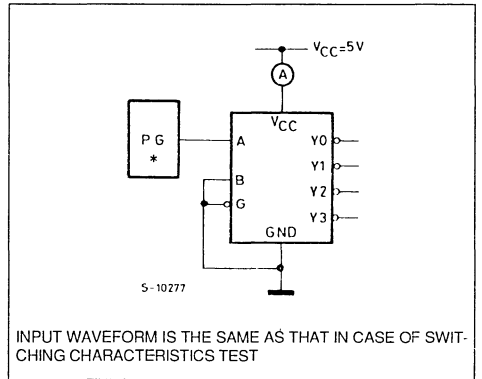 VCC=5V
A
VCC
PG
*
A
B
G
Y0
Y1
Y2
Y3
GND
S-10277
INPUT WAVEFORM IS THE SAME AS THAT IN CASE OF SWIT-
CHING CHARACTERISTICS TEST